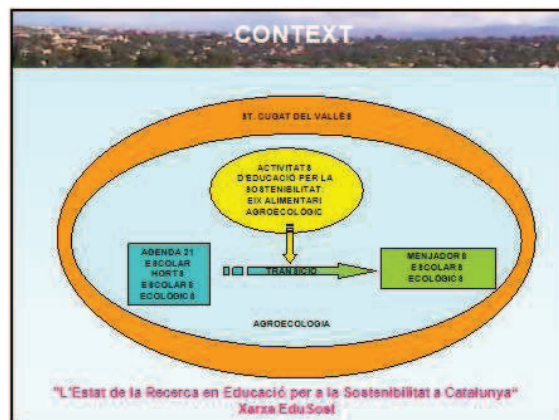 CONTEXT
ST. CUGAT DEL VALLÈS
ACTIVITATS
D'EDUCACIÓ PER LA
SOSTENIBILITAT:
EIX ALIMENTARI
AGROECOLÒGIC
AGENDA 21
ESCOLAR
HORTS
ESCOLARS
ECOLÒGICS
TRANSICIÓ
MENJADORS
ESCOLARS
ECOLÒGICS
AGROECOLOGIA
"L'Estat de la Recerca en Educació per a la Sostenibilitat a Catalunya"
Xarxa EduSost